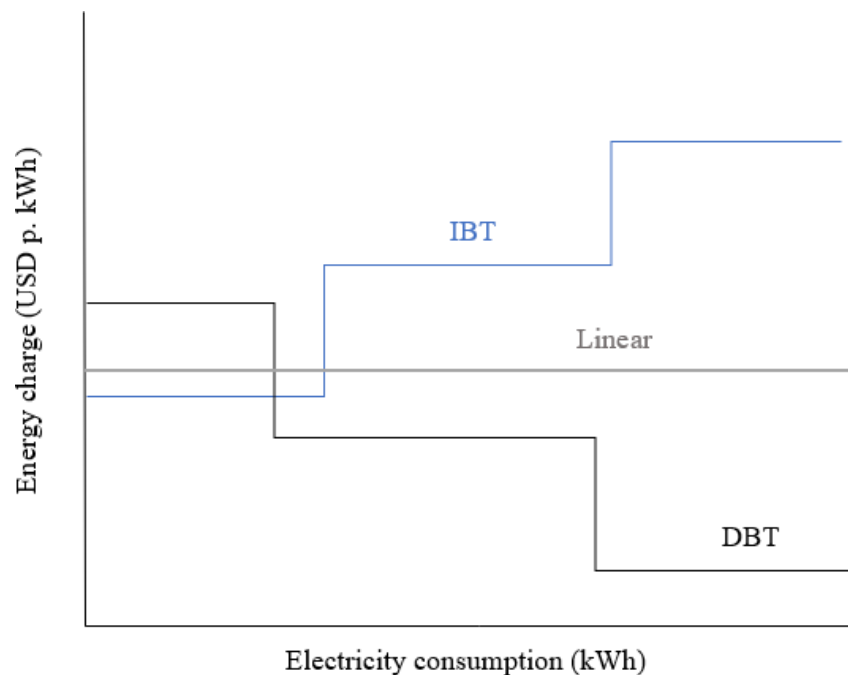 Energy charge (USD p. kWh)
IBT
Linear
DBT
Electricity consumption (kWh)